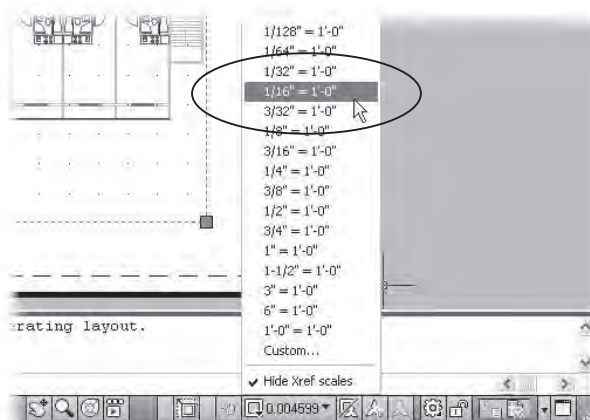 1/128" = 1'-0"
1/64" = 1'-0"
1/32" = 1'-0"
1/16" = 1'-0"
3/32" = 1'-0"
1/8" = 1'-0"
3/16" = 1'-0"
1/4" = 1'-0"
3/8" = 1'-0"
1/2" = 1'-0"
3/4" = 1'-0"
1" = 1'-0"
1-1/2" = 1'-0"
3" = 1'-0"
6" = 1'-0"
1'-0" = 1'-0"
Custom...
Hide Xref scales
erating layout.
0.004599